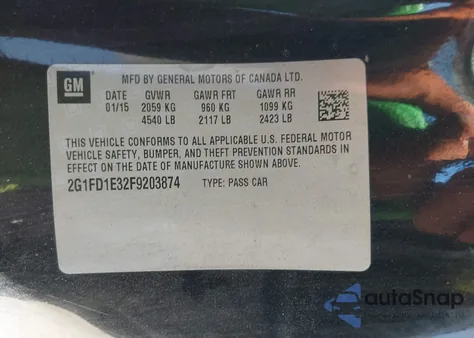 GM
MFD BY GENERAL MOTORS OF CANADA LTD.
DATE GVWR GAWR FRT GAWR RR
01/15 2059 KG 960 KG 1099 KG
4540 LB 2117 LB 2423 LB
THIS VEHICLE CONFORMS TO ALL APPLICABLE U.S. FEDERAL MOTOR
VEHICLE SAFETY, BUMPER, AND THEFT PREVENTION STANDARDS IN
EFFECT ON THE DATE OF MANUFACTURE SHOWN ABOVE.
2G1FD1E32F9203874 TYPE: PASS CAR
autoSnap